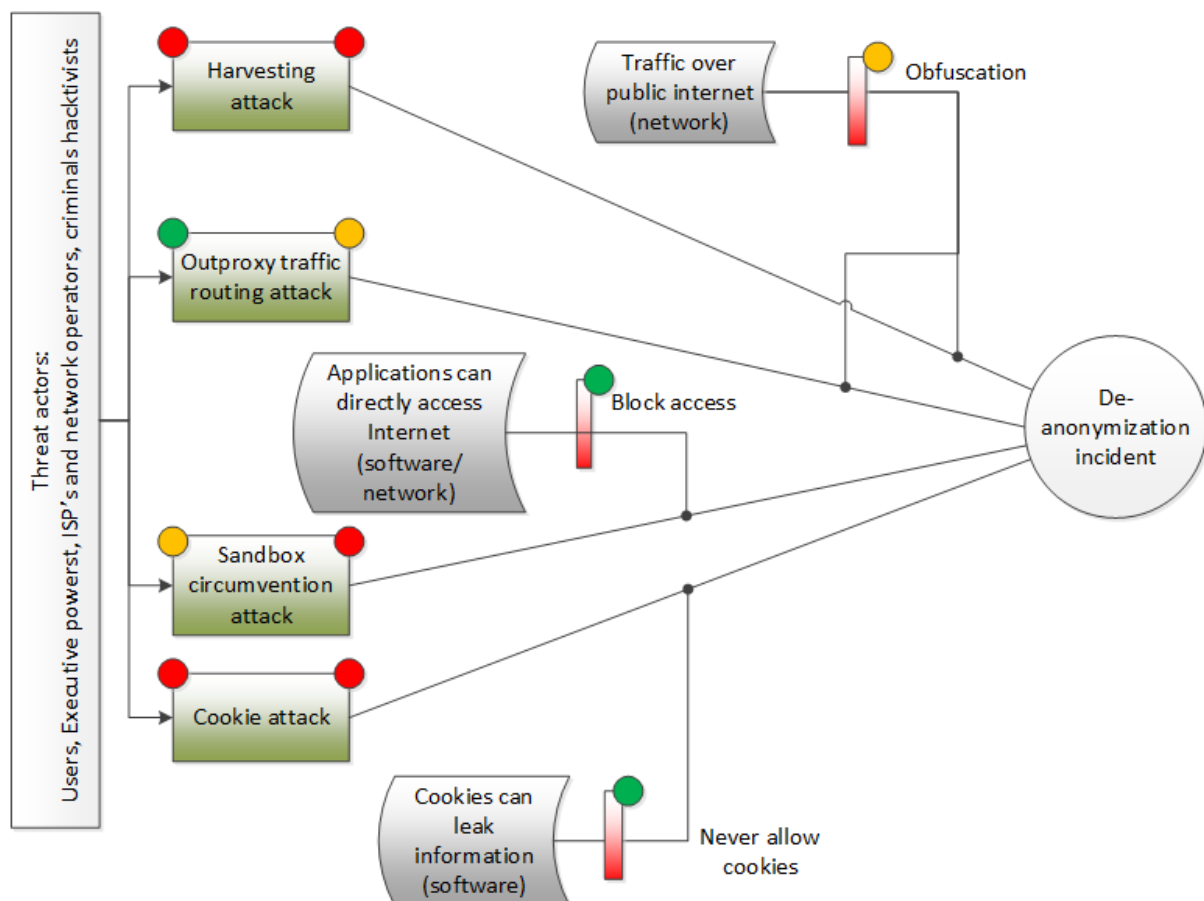 Threat actors:
Users, Executive powerst, ISP's and network operators, criminals hacktivists
Harvesting
attack
Traffic over
public internet
(network)
Obfuscation
Outproxy traffic
routing attack
Applications can
directly access
Internet
(software/
network)
Block access
De-
anonymization
incident
Sandbox
circumvention
attack
Cookie attack
Cookies can
leak
information
(software)
Never allow
cookies